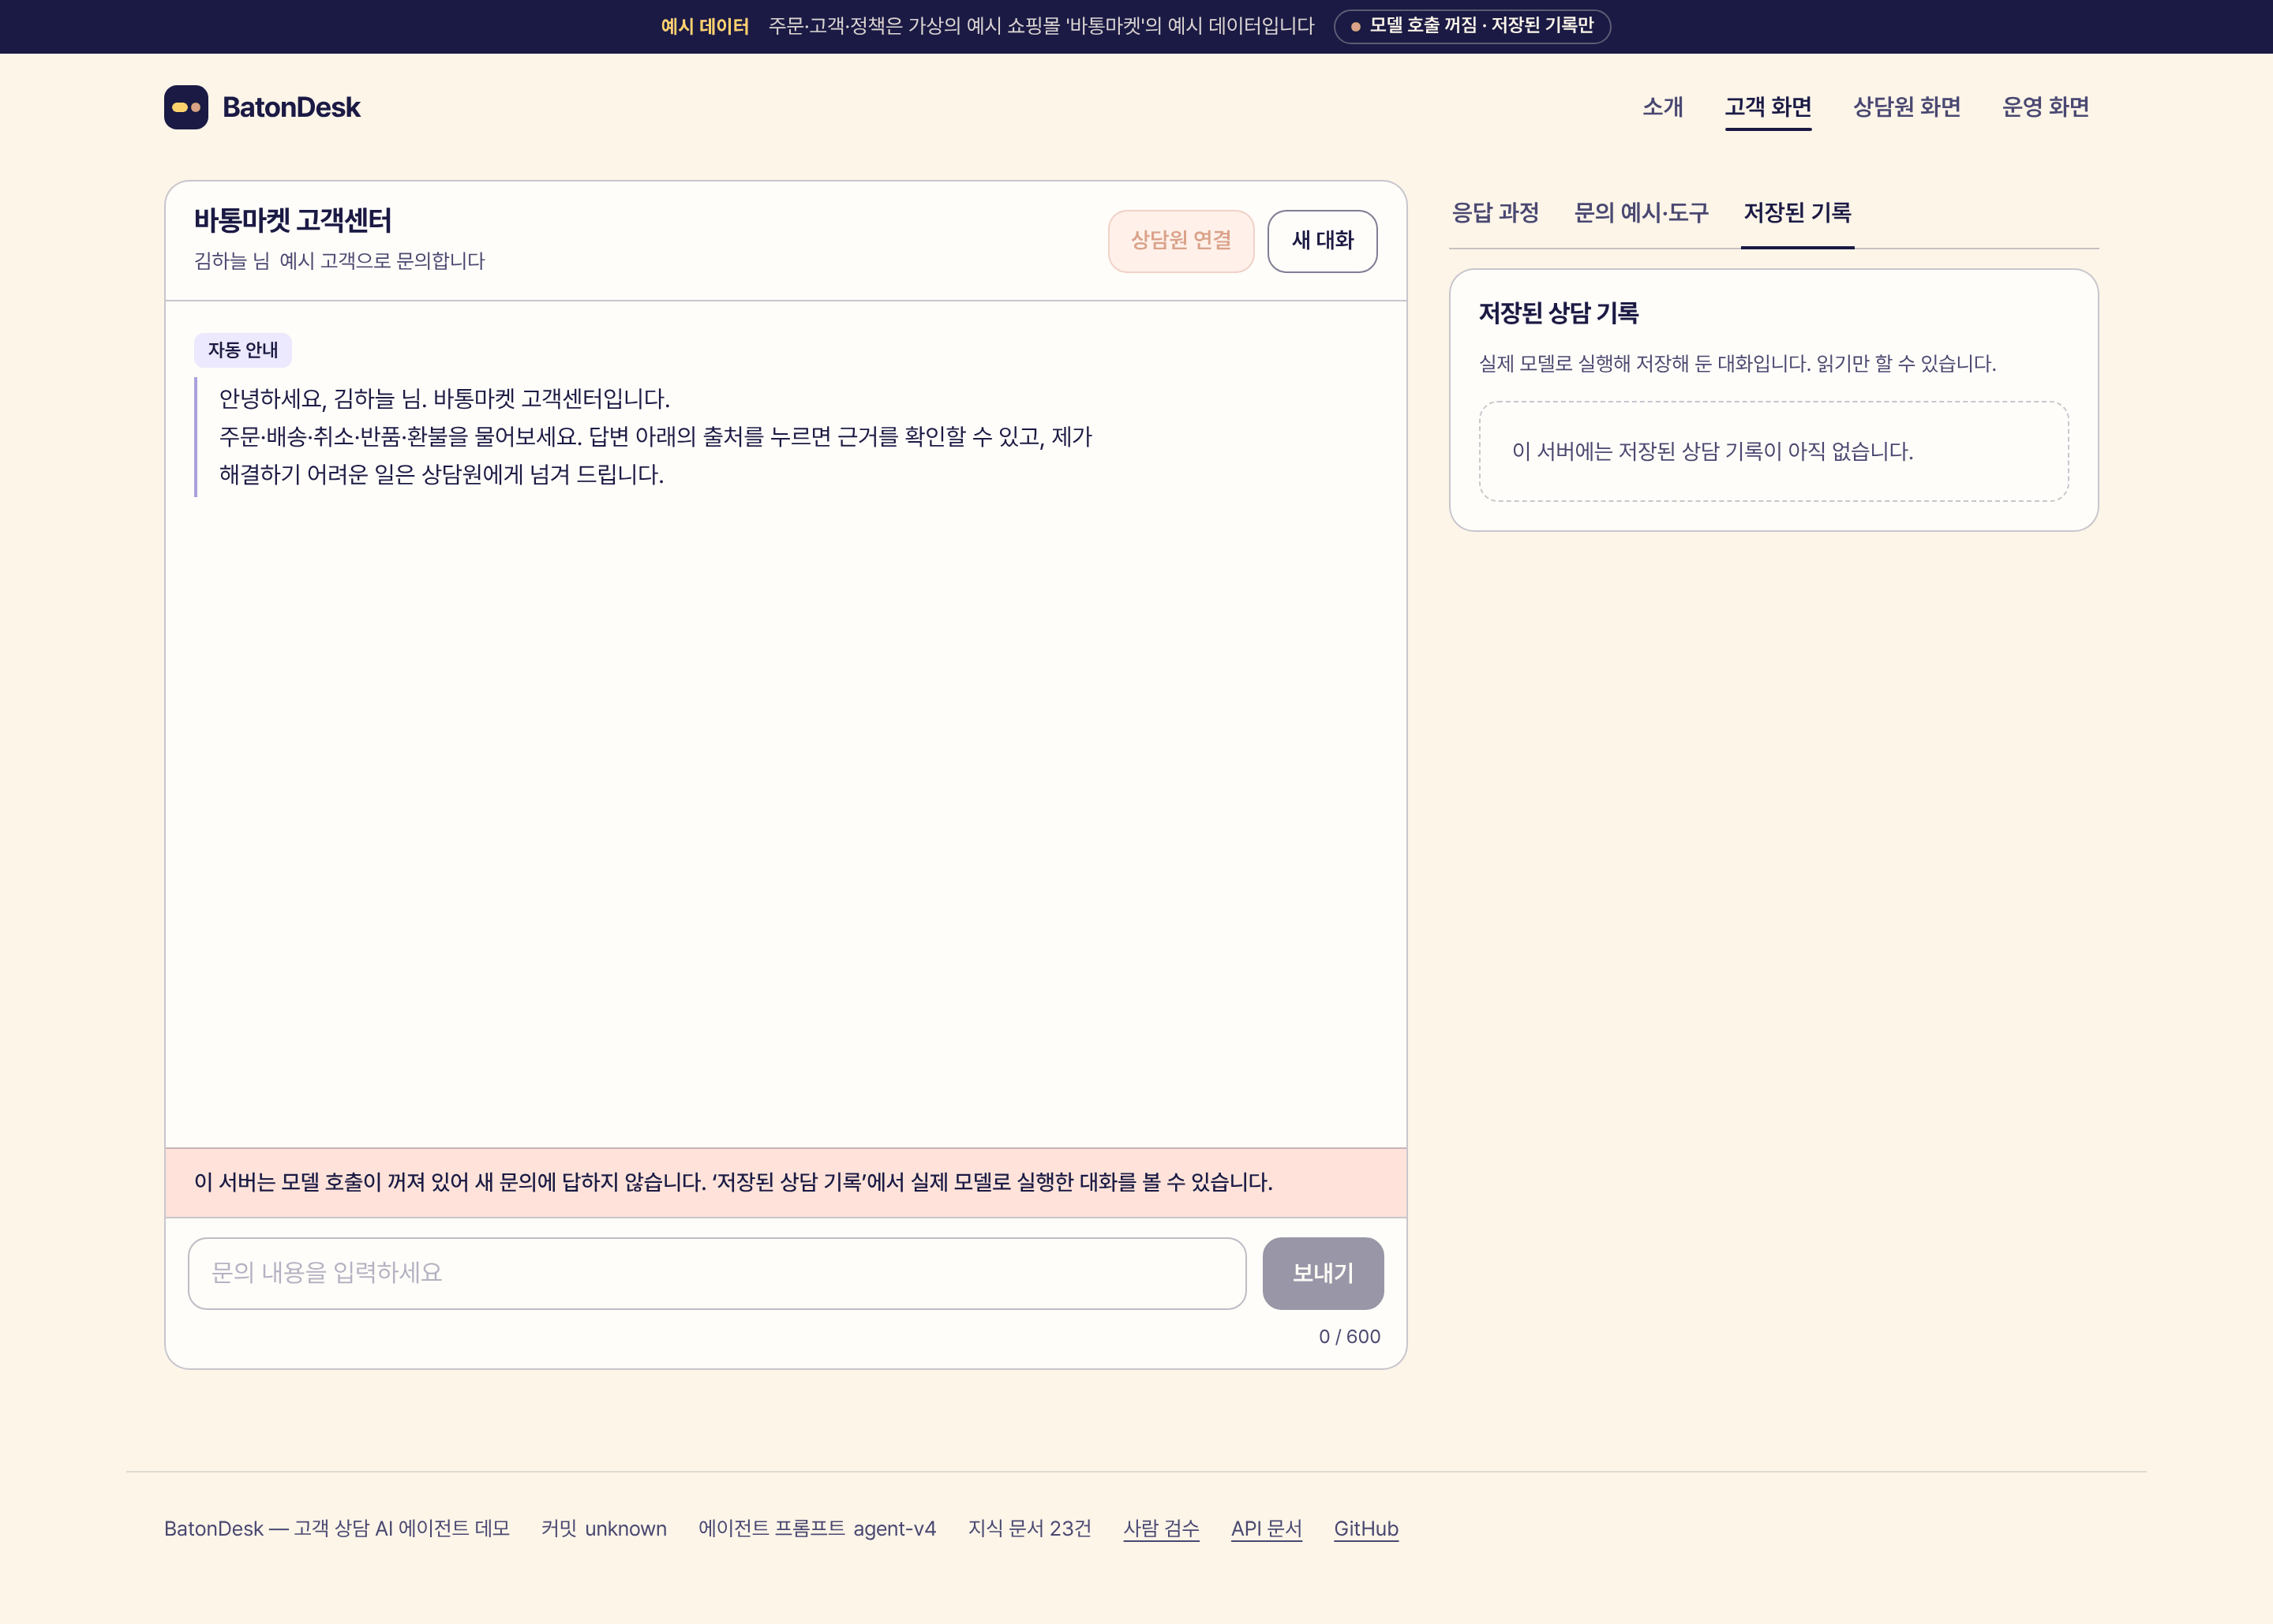 예시 데이터 주문·고객·정책은 가상의 예시 쇼핑몰 '바통마켓'의 예시 데이터입니다 모델 호출 꺼짐 · 저장된 기록만
BatonDesk
소개 고객 화면 상담원 화면 운영 화면
바통마켓 고객센터
김하늘 님 예시 고객으로 문의합니다
상담원 연결 새 대화
자동 안내
안녕하세요, 김하늘 님. 바통마켓 고객센터입니다.
주문·배송·취소·반품·환불을 물어보세요. 답변 아래의 출처를 누르면 근거를 확인할 수 있고, 제가
해결하기 어려운 일은 상담원에게 넘겨 드립니다.
이 서버는 모델 호출이 꺼져 있어 새 문의에 답하지 않습니다. ‘저장된 상담 기록’에서 실제 모델로 실행한 대화를 볼 수 있습니다.
문의 내용을 입력하세요
보내기
0 / 600
응답 과정 문의 예시·도구 저장된 기록
저장된 상담 기록
실제 모델로 실행해 저장해 둔 대화입니다. 읽기만 할 수 있습니다.
이 서버에는 저장된 상담 기록이 아직 없습니다.
BatonDesk — 고객 상담 AI 에이전트 데모 커밋 unknown 에이전트 프롬프트 agent-v4 지식 문서 23건 사람 검수 API 문서 GitHub